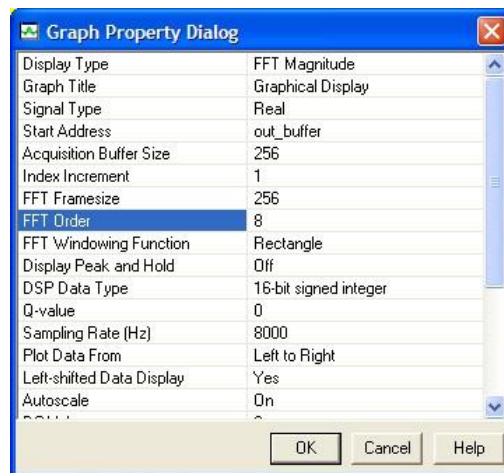 Graph Property Dialog
Display Type FFT Magnitude
Graph Title Graphical Display
Signal Type Real
Start Address out_buffer
Acquisition Buffer Size 256
Index Increment 1
FFT Framesize 256
FFT Order 8
FFT Windowing Function Rectangle
Display Peak and Hold Off
DSP Data Type 16-bit signed integer
Q-value 0
Sampling Rate (Hz) 8000
Plot Data From Left to Right
Left-shifted Data Display Yes
Autoscale On
OK Cancel Help